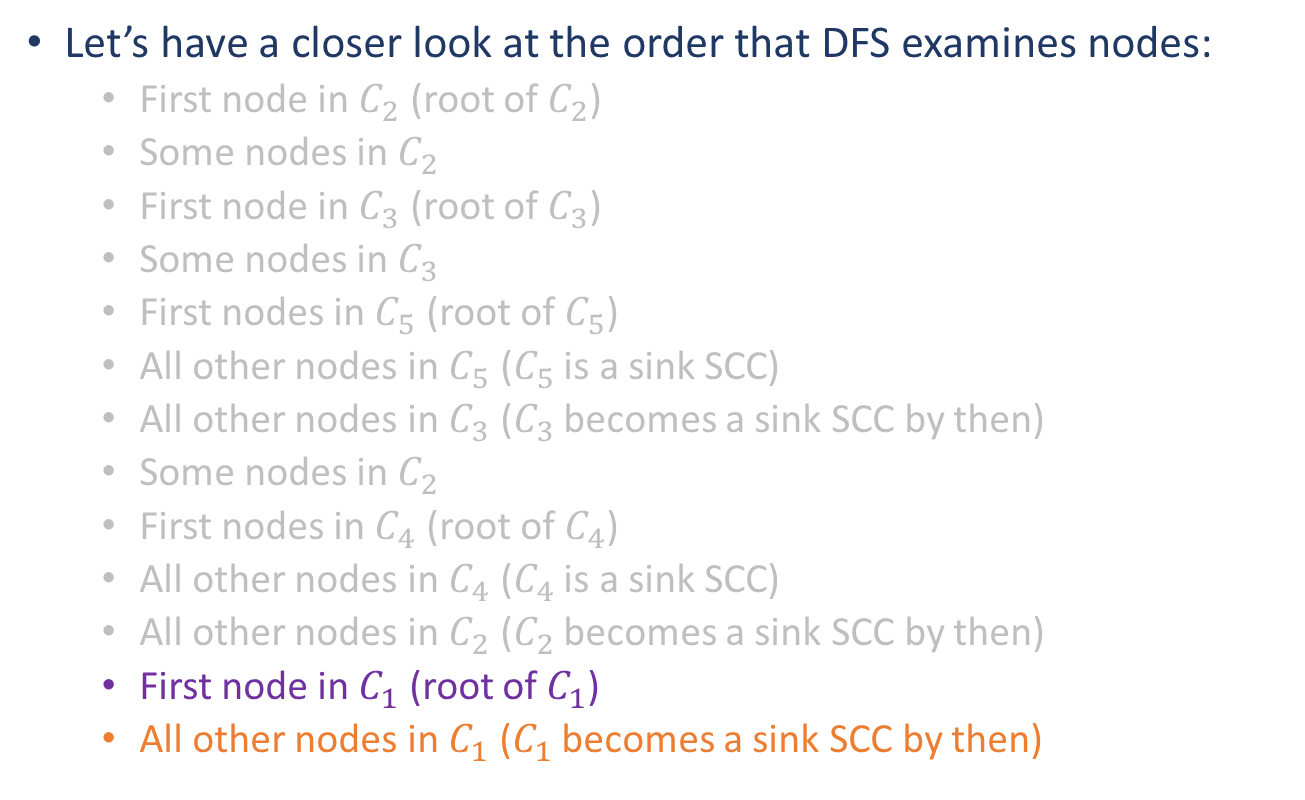 • Let's have a closer look at the order that DFS examines nodes:
• First node in C₂ (root of C₂)
• Some nodes in C₂
• First node in C₃ (root of C₃)
• Some nodes in C₃
• First nodes in C₅ (root of C₅)
• All other nodes in C₅ (C₅ is a sink SCC)
• All other nodes in C₃ (C₃ becomes a sink SCC by then)
• Some nodes in C₂
• First nodes in C₄ (root of C₄)
• All other nodes in C₄ (C₄ is a sink SCC)
• All other nodes in C₂ (C₂ becomes a sink SCC by then)
• First node in C₁ (root of C₁)
• All other nodes in C₁ (C₁ becomes a sink SCC by then)